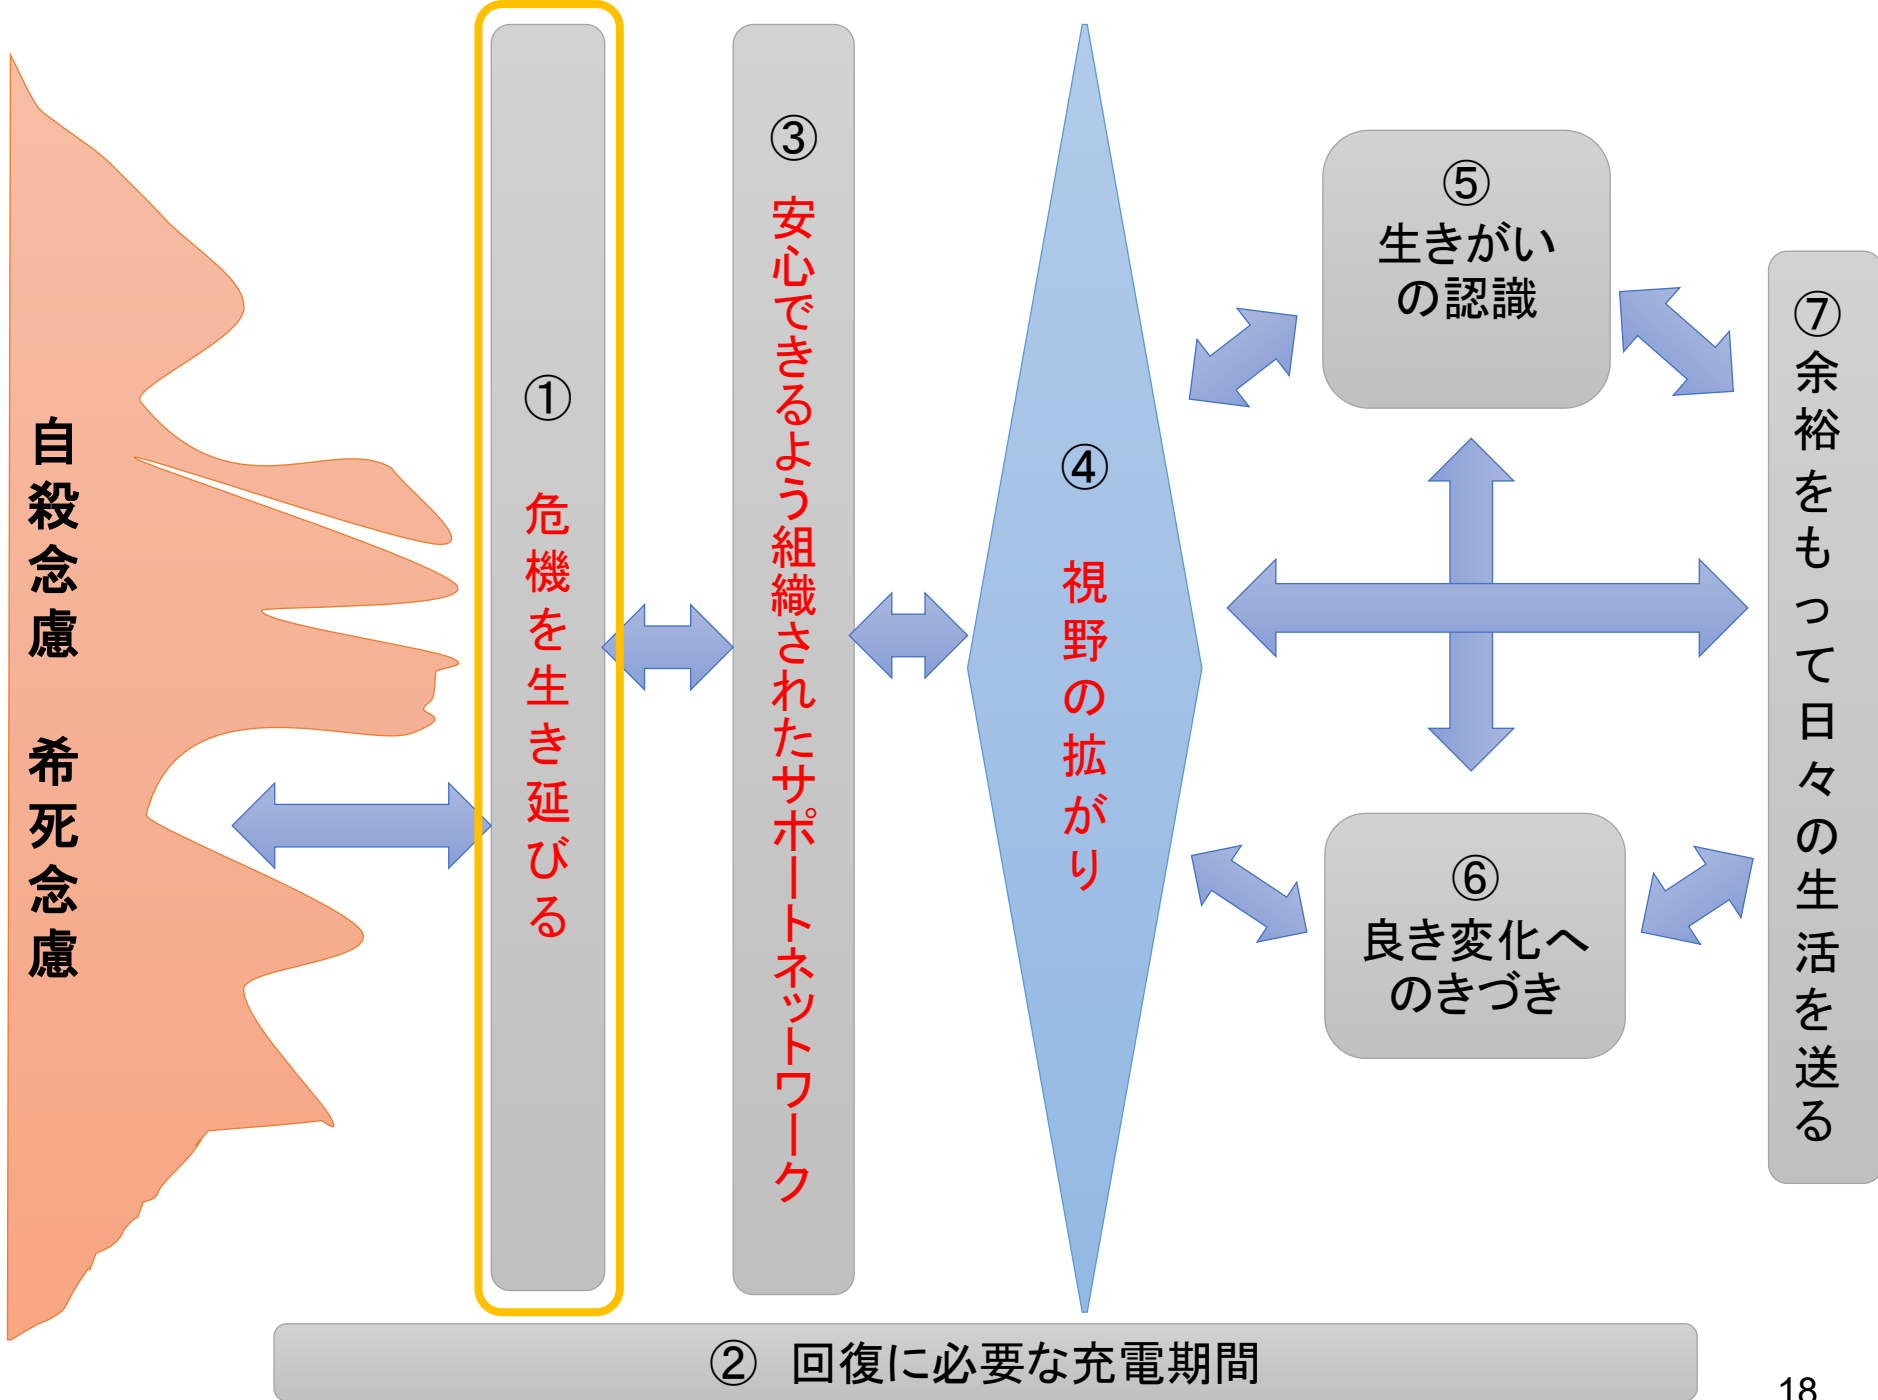 自殺念慮　希死念慮
①　危機を生き延びる
③　安心できるよう組織されたサポートネットワーク
④　視野の拡がり
⑤
生きがい
の認識
⑥
良き変化へ
のきづき
⑦余裕をもって日々の生活を送る
②　回復に必要な充電期間
18